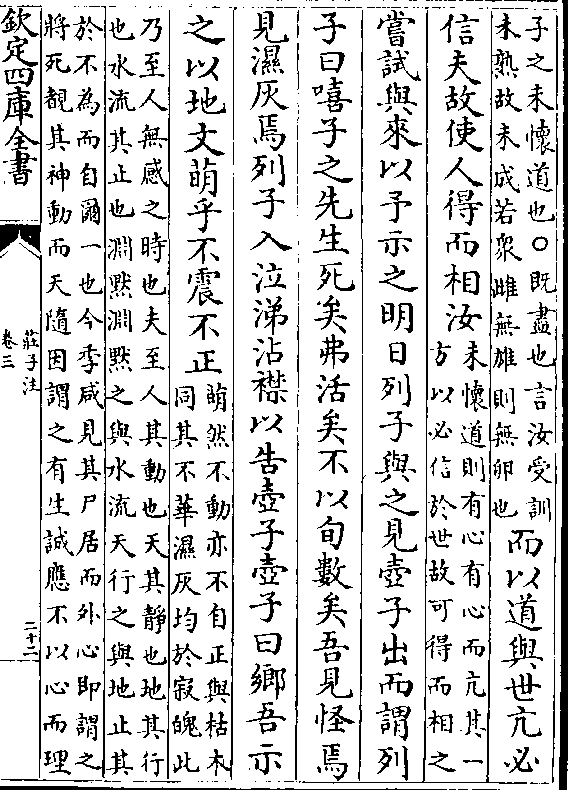 子之未懷道也○既盡也言汝受訓
未熟故未成若衆雌無雄則無卵也
而以道與世亢必
信夫故使人得而相汝
未懷道則有心有心而亢其一
方以必信於世故可得而相之
嘗試與來以予示之明日列子與之見壺子出而謂列
子曰嘻子之先生死矣弗活矣不以旬數矣吾見怪焉
見濕灰焉列子入泣涕沾襟以告壺子壺子曰鄉吾示
之以地文萌乎不震不正
萌然不動亦不自正與枯木
同其不華濕灰均於寂魄此
乃至人無感之時也夫至人其動也天其靜也地其行
也水流其止也淵黙淵黙之與水流天行之與地止其
於不為而自爾一也今季咸見其尸居而外心即謂之
將死覩其神動而天隨因謂之有生誠應不以心而理
欽定四庫全書
莊子注
卷三
二十二